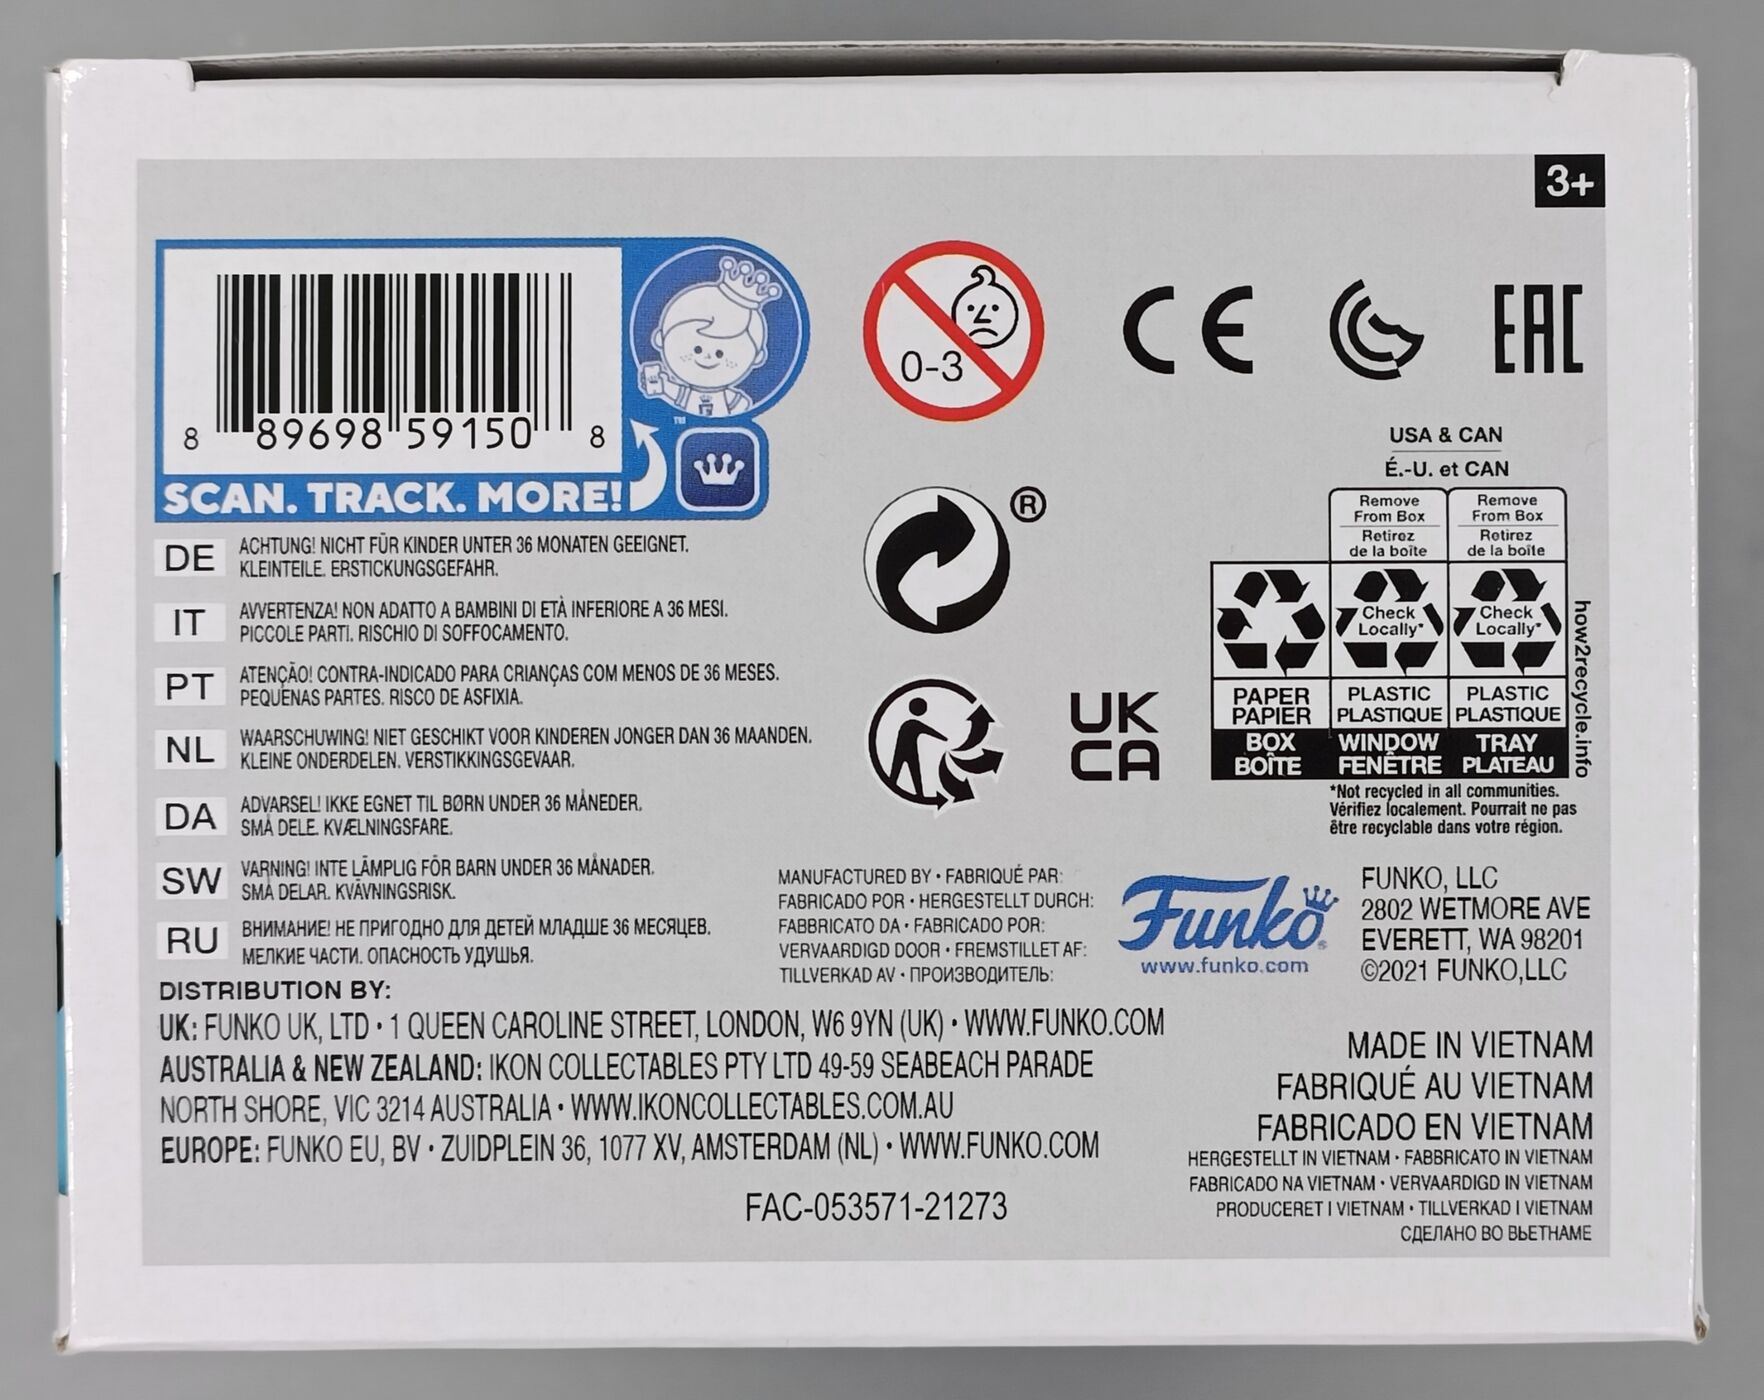 3+
8 89698 59150 8
SCAN. TRACK. MORE!
TM
0-3
CE
EAC
®
UK
CA
USA & CAN
É.-U. et CAN
Remove
From Box
Retirez
de la boîte
Remove
From Box
Retirez
de la boîte
Check
Locally*
Check
Locally*
PAPER
PAPIER
PLASTIC
PLASTIQUE
PLASTIC
PLASTIQUE
BOX
BOÎTE
WINDOW
FENÊTRE
TRAY
PLATEAU
how2recycle.info
*Not recycled in all communities.
Vérifiez localement. Pourrait ne pas
être recyclable dans votre région.
DE
ACHTUNG! NICHT FÜR KINDER UNTER 36 MONATEN GEEIGNET.
KLEINTEILE. ERSTICKUNGSGEFAHR.
IT
AVVERTENZA! NON ADATTO A BAMBINI DI ETÀ INFERIORE A 36 MESI.
PICCOLE PARTI. RISCHIO DI SOFFOCAMENTO.
PT
ATENÇÃO! CONTRA-INDICADO PARA CRIANÇAS COM MENOS DE 36 MESES.
PEQUENAS PARTES. RISCO DE ASFIXIA.
NL
WAARSCHUWING! NIET GESCHIKT VOOR KINDEREN JONGER DAN 36 MAANDEN.
KLEINE ONDERDELEN. VERSTIKKINGSGEVAAR.
DA
ADVARSEL! IKKE EGNET TIL BØRN UNDER 36 MÅNEDER.
SMÅ DELE. KVÆLNINGSFARE.
SW
VARNING! INTE LÄMPLIG FÖR BARN UNDER 36 MÅNADER.
SMÅ DELAR. KVÄVNINGSRISK.
RU
ВНИМАНИЕ! НЕ ПРИГОДНО ДЛЯ ДЕТЕЙ МЛАДШЕ 36 МЕСЯЦЕВ.
МЕЛКИЕ ЧАСТИ. ОПАСНОСТЬ УДУШЬЯ.
MANUFACTURED BY • FABRIQUÉ PAR:
FABRICADO POR • HERGESTELLT DURCH:
FABBRICATO DA • FABRICADO POR:
VERVAARDIGD DOOR • FREMSTILLET AF:
TILLVERKAD AV • ПРОИЗВОДИТЕЛЬ:
Funko®
www.funko.com
FUNKO, LLC
2802 WETMORE AVE
EVERETT, WA 98201
©2021 FUNKO,LLC
DISTRIBUTION BY:
UK: FUNKO UK, LTD • 1 QUEEN CAROLINE STREET, LONDON, W6 9YN (UK) • WWW.FUNKO.COM
AUSTRALIA & NEW ZEALAND: IKON COLLECTABLES PTY LTD 49-59 SEABEACH PARADE
NORTH SHORE, VIC 3214 AUSTRALIA • WWW.IKONCOLLECTABLES.COM.AU
EUROPE: FUNKO EU, BV • ZUIDPLEIN 36, 1077 XV, AMSTERDAM (NL) • WWW.FUNKO.COM
FAC-053571-21273
MADE IN VIETNAM
FABRIQUÉ AU VIETNAM
FABRICADO EN VIETNAM
HERGESTELLT IN VIETNAM • FABBRICATO IN VIETNAM
FABRICADO NA VIETNAM • VERVAARDIGD IN VIETNAM
PRODUCERET I VIETNAM • TILLVERKAD I VIETNAM
СДЕЛАНО ВО ВЬЕТНАМЕ